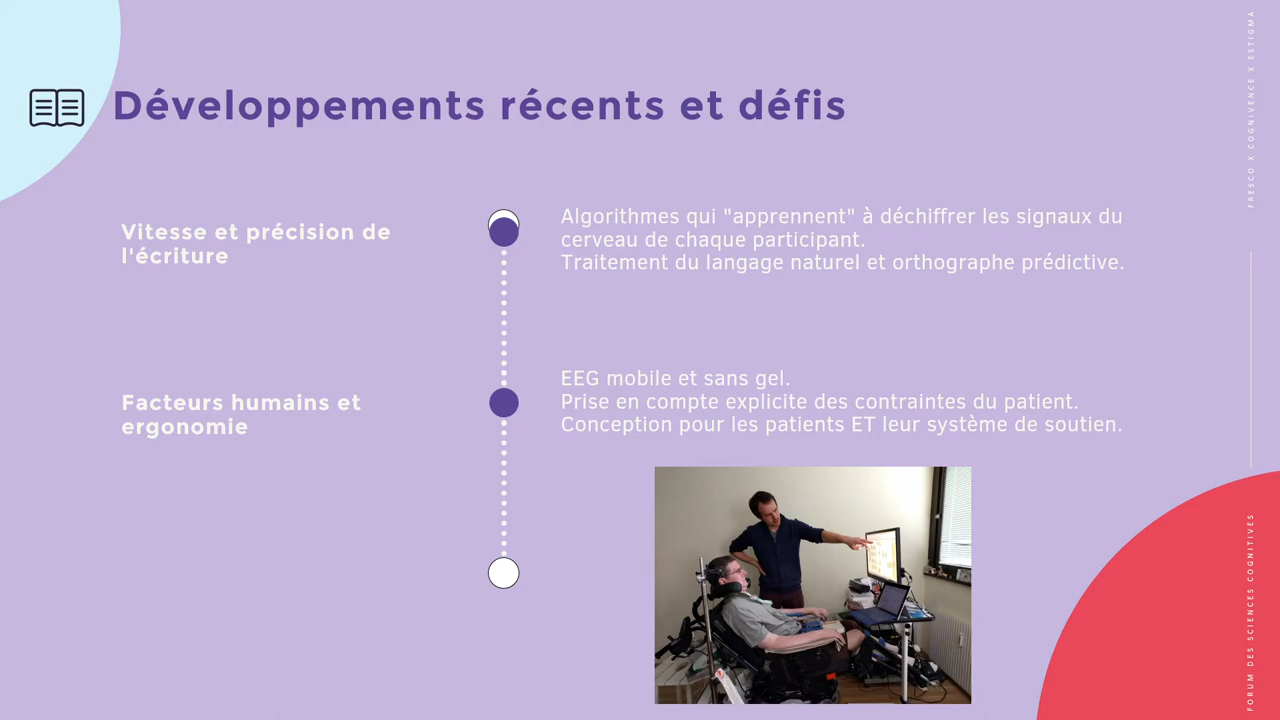 Développements récents et défis
Vitesse et précision de
l'écriture
Algorithmes qui "apprennent" à déchiffrer les signaux du
cerveau de chaque participant.
Traitement du langage naturel et orthographe prédictive.
Facteurs humains et
ergonomie
EEG mobile et sans gel.
Prise en compte explicite des contraintes du patient.
Conception pour les patients ET leur système de soutien.
FRESCO X COGNIVENCE X ESTIGMA
FORUM DES SCIENCES COGNITIVES